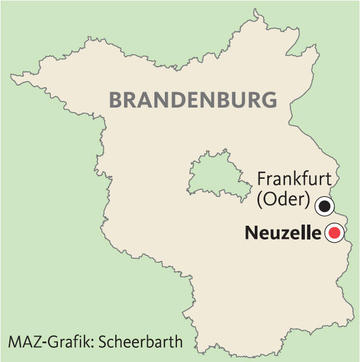 BRANDENBURG
Frankfurt
(Oder)
Neuzelle
MAZ-Grafik: Scheerbarth